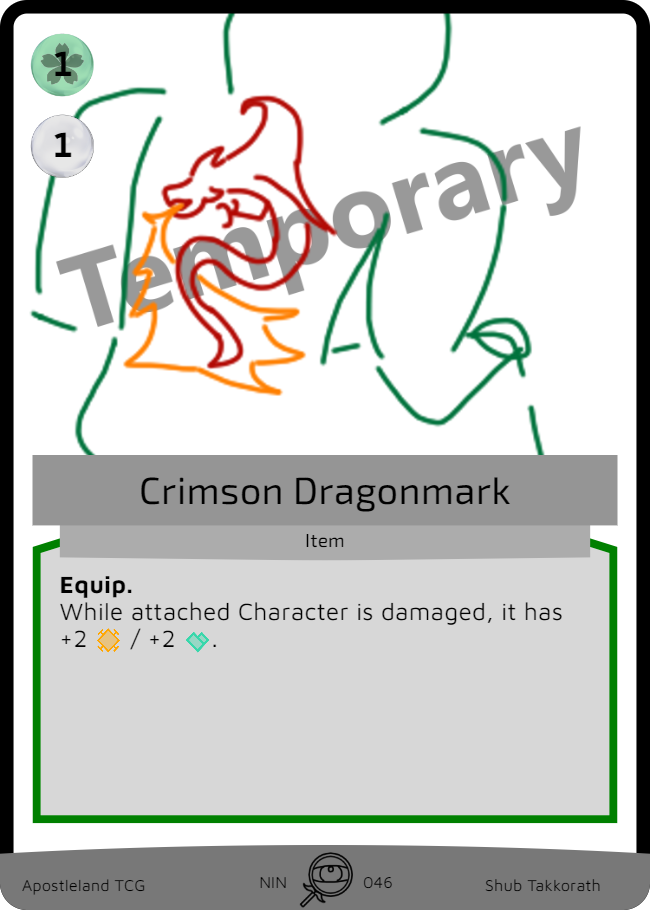 1
1
Temporary
Crimson Dragonmark
Item
Equip.
While attached Character is damaged, it has
+2 / +2 .
Apostleland TCG NIN 046 Shub Takkorath